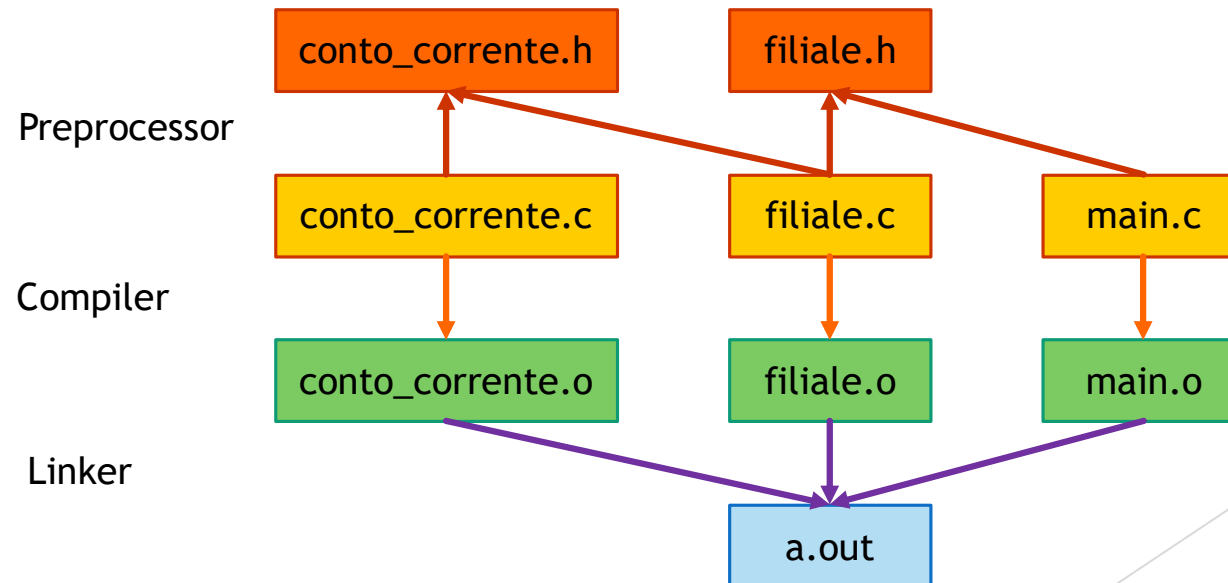 conto_corrente.h
filiale.h
Preprocessor
conto_corrente.c
filiale.c
main.c
Compiler
conto_corrente.o
filiale.o
main.o
Linker
a.out